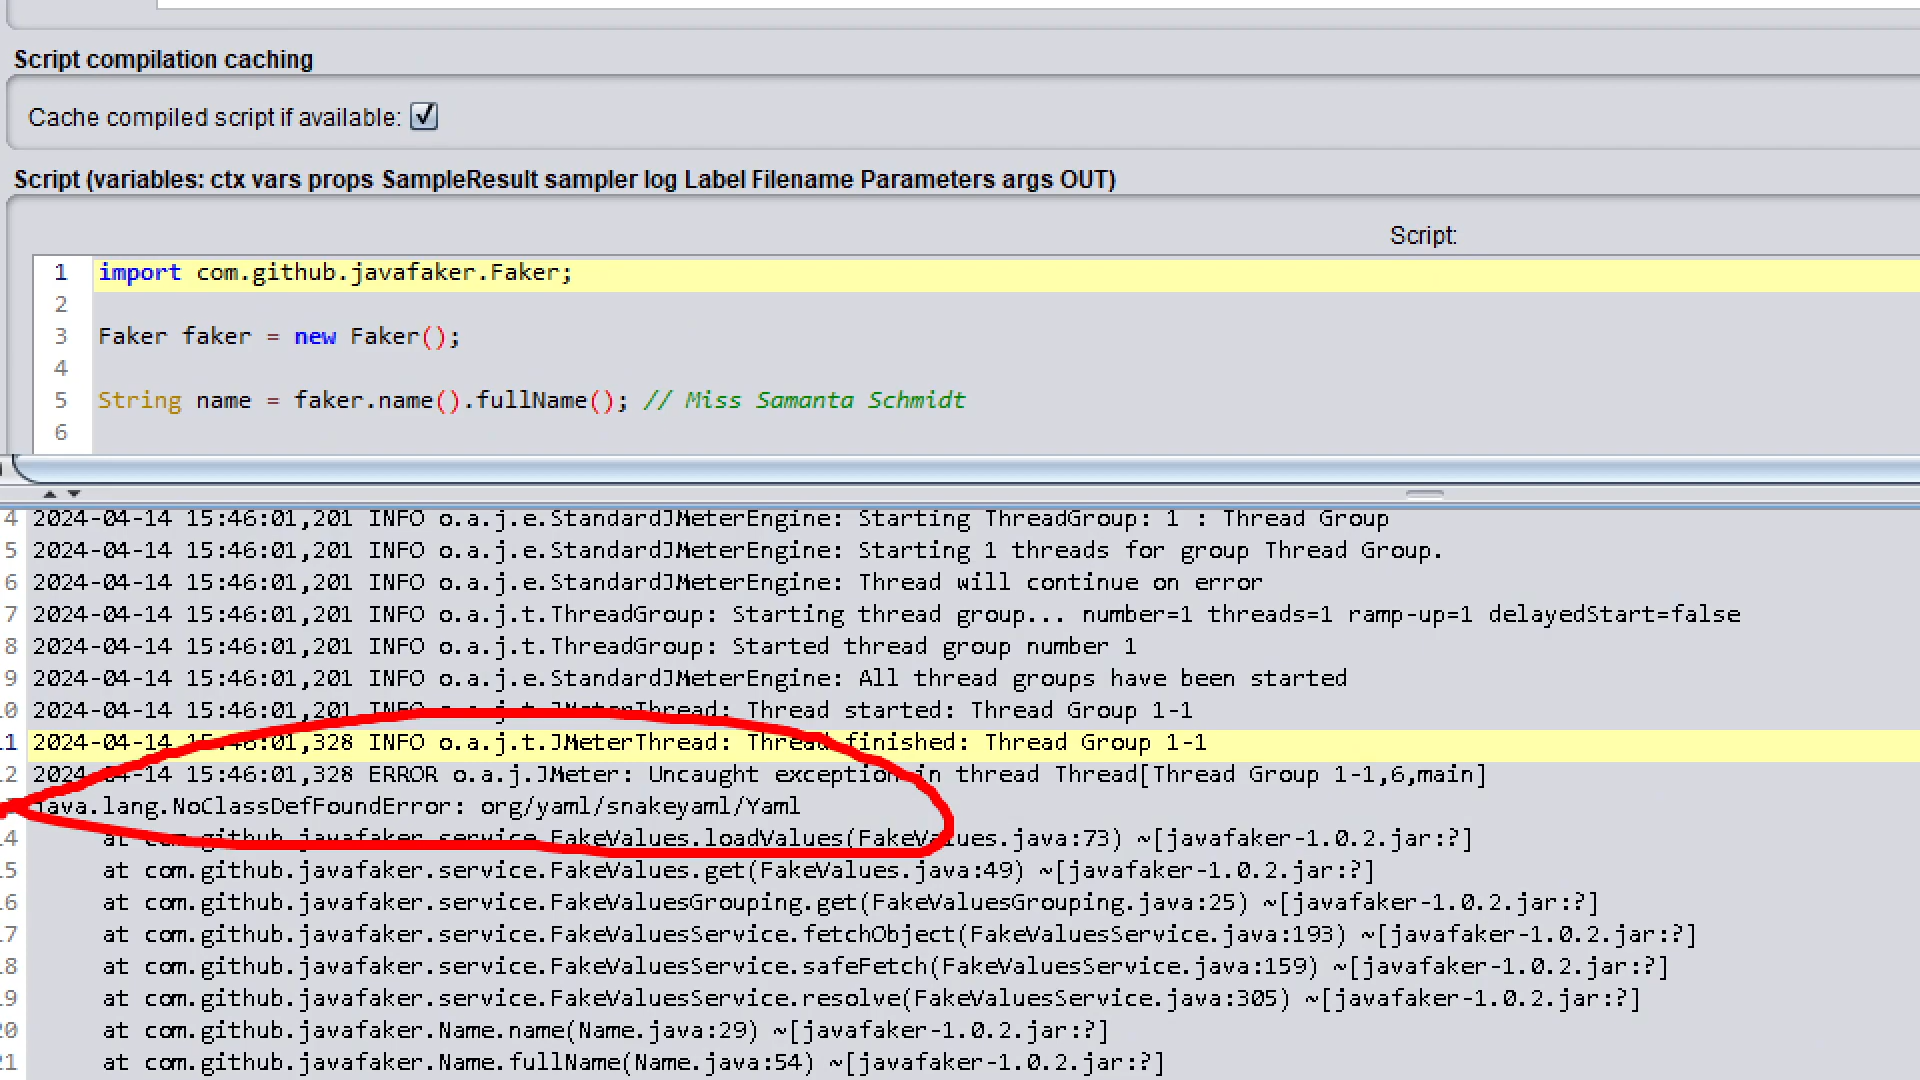 Script compilation caching
Cache compiled script if available:
Script (variables: ctx vars props SampleResult sampler log Label Filename Parameters args OUT)
Script:
1 import com.github.javafaker.Faker;
2
3 Faker faker = new Faker();
4
5 String name = faker.name().fullName(); // Miss Samanta Schmidt
6
4 2024-04-14 15:46:01,201 INFO o.a.j.e.StandardJMeterEngine: Starting ThreadGroup: 1 : Thread Group
5 2024-04-14 15:46:01,201 INFO o.a.j.e.StandardJMeterEngine: Starting 1 threads for group Thread Group.
6 2024-04-14 15:46:01,201 INFO o.a.j.e.StandardJMeterEngine: Thread will continue on error
7 2024-04-14 15:46:01,201 INFO o.a.j.t.ThreadGroup: Starting thread group... number=1 threads=1 ramp-up=1 delayedStart=false
8 2024-04-14 15:46:01,201 INFO o.a.j.t.ThreadGroup: Started thread group number 1
9 2024-04-14 15:46:01,201 INFO o.a.j.e.StandardJMeterEngine: All thread groups have been started
10 2024-04-14 15:46:01,201 INFO o.a.j.t.JMeterThread: Thread started: Thread Group 1-1
11 2024-04-14 15:46:01,328 INFO o.a.j.t.JMeterThread: Thread finished: Thread Group 1-1
12 2024-04-14 15:46:01,328 ERROR o.a.j.JMeter: Uncaught exception in thread Thread[Thread Group 1-1,6,main]
java.lang.NoClassDefFoundError: org/yaml/snakeyaml/Yaml
14 at com.github.javafaker.service.FakeValues.loadValues(FakeValues.java:73) ~[javafaker-1.0.2.jar:?]
15 at com.github.javafaker.service.FakeValues.get(FakeValues.java:49) ~[javafaker-1.0.2.jar:?]
16 at com.github.javafaker.service.FakeValuesGrouping.get(FakeValuesGrouping.java:25) ~[javafaker-1.0.2.jar:?]
17 at com.github.javafaker.service.FakeValuesService.fetchObject(FakeValuesService.java:193) ~[javafaker-1.0.2.jar:?]
18 at com.github.javafaker.service.FakeValuesService.safeFetch(FakeValuesService.java:159) ~[javafaker-1.0.2.jar:?]
19 at com.github.javafaker.service.FakeValuesService.resolve(FakeValuesService.java:305) ~[javafaker-1.0.2.jar:?]
20 at com.github.javafaker.Name.name(Name.java:29) ~[javafaker-1.0.2.jar:?]
21 at com.github.javafaker.Name.fullName(Name.java:54) ~[javafaker-1.0.2.jar:?]